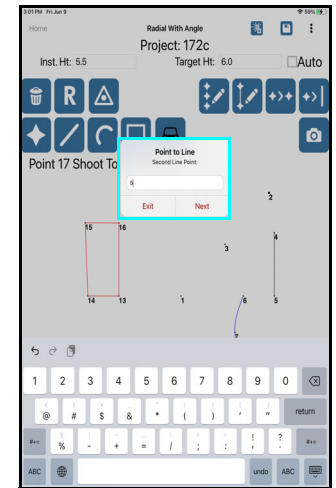 3:01 PM Fri Jun 9
59%
Home
Radial With Angle
Project: 172c
Inst. Ht: 5.5
Target Ht: 6.0
Auto
R
Point 17 Shoot To
Point to Line
Second Line Point:
5
Exit
Next
2
15
16
4
3
14
13
1
6
5
7
1 2 3 4 5 6 7 8 9 0
@ # $ & * ( ) ' "
return
#+=
% - + = / ; : ! ?
#+=
ABC
undo
ABC